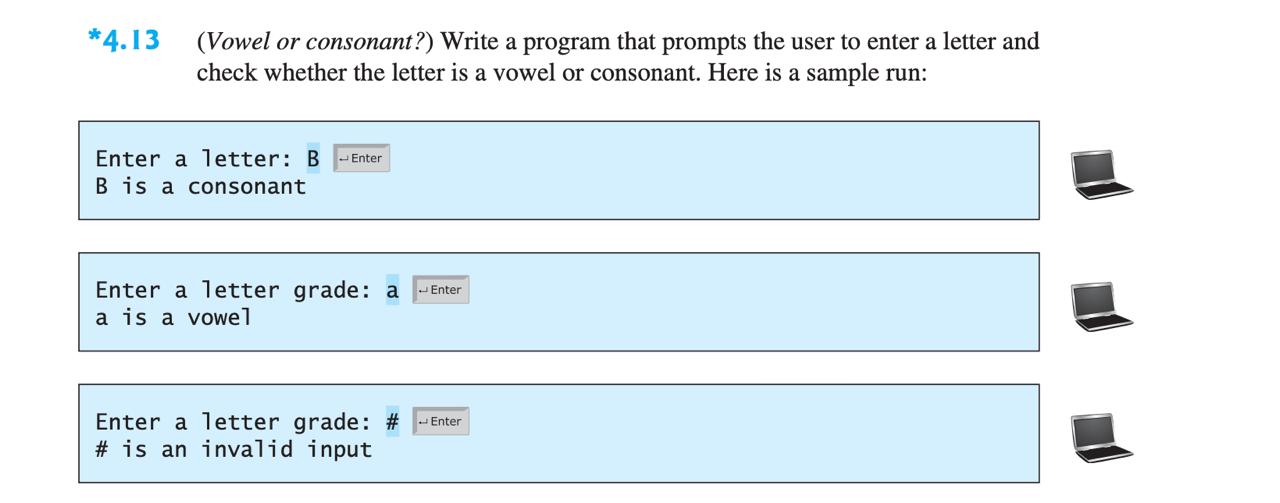 *4.13 (Vowel or consonant?) Write a program that prompts the user to enter a letter and
check whether the letter is a vowel or consonant. Here is a sample run:
Enter a letter: B ↵Enter
B is a consonant
Enter a letter grade: a ↵Enter
a is a vowel
Enter a letter grade: # ↵Enter
# is an invalid input